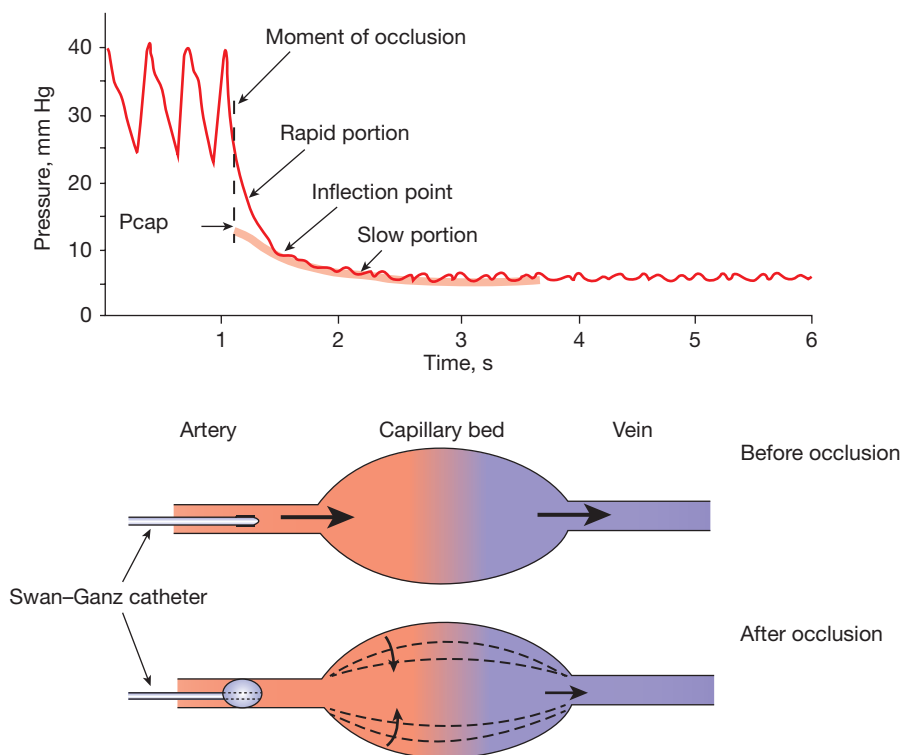 Moment of occlusion
40
30
Rapid portion
20
Inflection point
Pcap
Slow portion
10
0
Pressure, mm Hg
1 2 3 4 5 6
Time, s
Artery Capillary bed Vein
Before occlusion
Swan–Ganz catheter
After occlusion